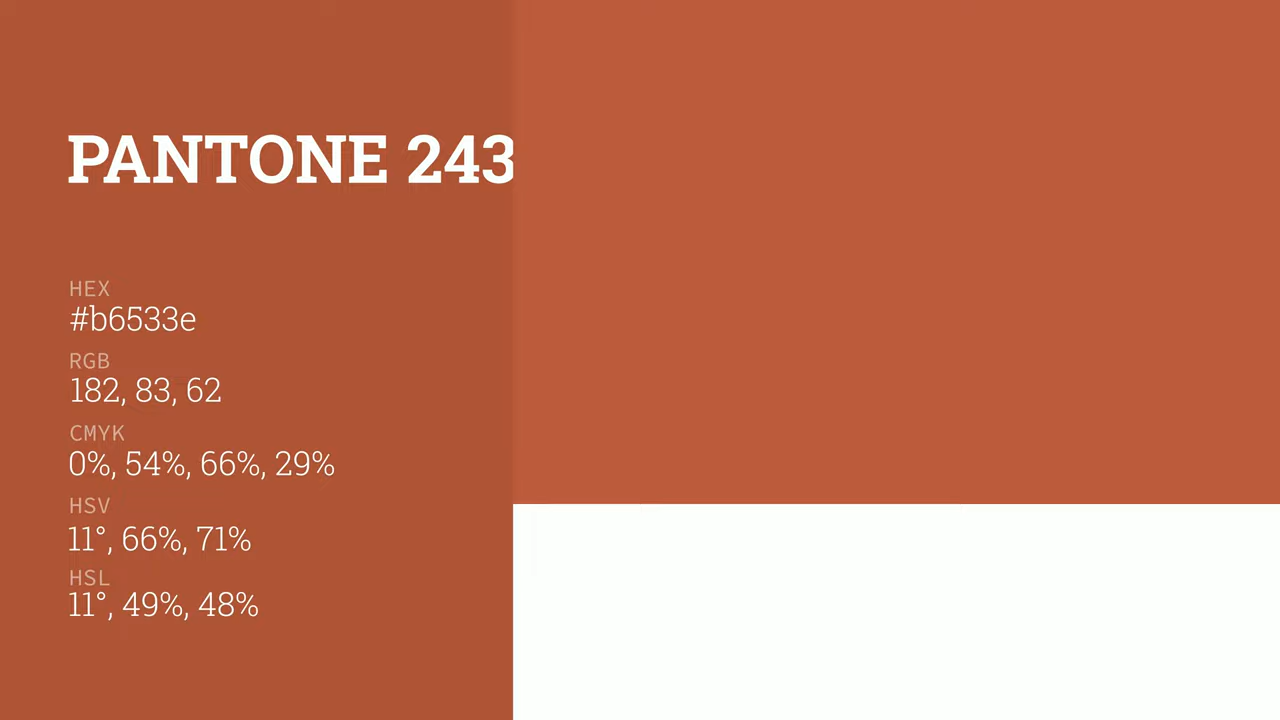 PANTONE 243
HEX
#b6533e
RGB
182, 83, 62
CMYK
0%, 54%, 66%, 29%
HSV
11°, 66%, 71%
HSL
11°, 49%, 48%